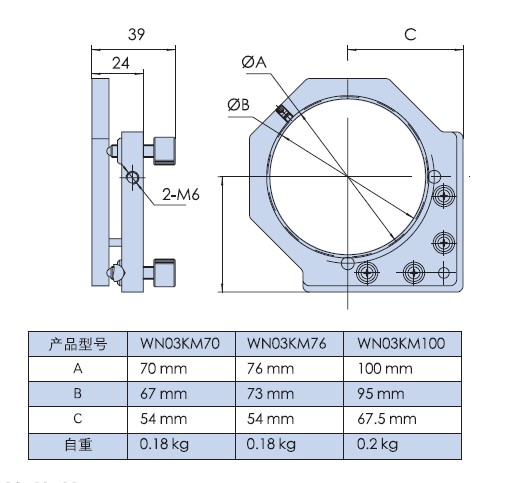 39
24
C
ØA
ØB
2-M6
产品型号 WN03KM70 WN03KM76 WN03KM100
A 70 mm 76 mm 100 mm
B 67 mm 73 mm 95 mm
C 54 mm 54 mm 67.5 mm
自重 0.18 kg 0.18 kg 0.2 kg